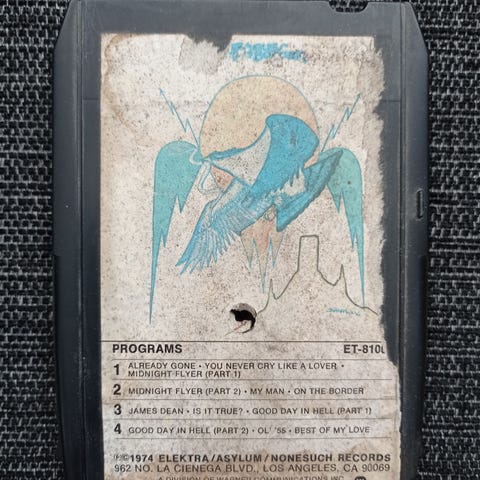 PROGRAMS ET-810
1 ALREADY GONE • YOU NEVER CRY LIKE A LOVER •
MIDNIGHT FLYER (PART 1)
2 MIDNIGHT FLYER (PART 2) • MY MAN • ON THE BORDER
3 JAMES DEAN • IS IT TRUE? • GOOD DAY IN HELL (PART 1)
4 GOOD DAY IN HELL (PART 2) • OL' '55 • BEST OF MY LOVE
℗©1974 ELEKTRA/ASYLUM/NONESUCH RECORDS
962 NO. LA CIENEGA BLVD., LOS ANGELES, CA 90069
A DIVISION OF WARNER COMMUNICATIONS INC.